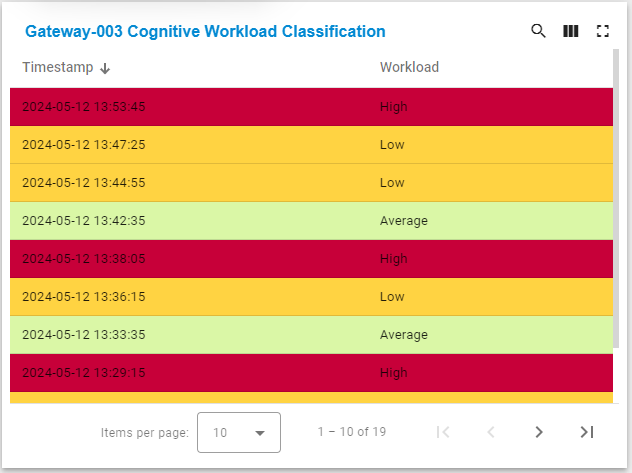 Gateway-003 Cognitive Workload Classification
Timestamp Workload
2024-05-12 13:53:45 High
2024-05-12 13:47:25 Low
2024-05-12 13:44:55 Low
2024-05-12 13:42:35 Average
2024-05-12 13:38:05 High
2024-05-12 13:36:15 Low
2024-05-12 13:33:35 Average
2024-05-12 13:29:15 High
Items per page: 10 1 – 10 of 19